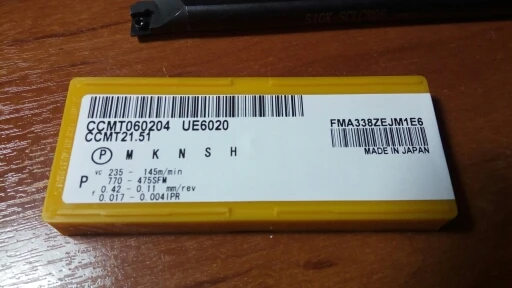 CCMT060204 UE6020
CCMT21.51
FMA338ZEJM1E6
MADE IN JAPAN
P M K N S H
P
vc 235 - 145m/min
770 - 475SFM
f 0.42 - 0.11 mm/rev
0.017 - 0.004IPR